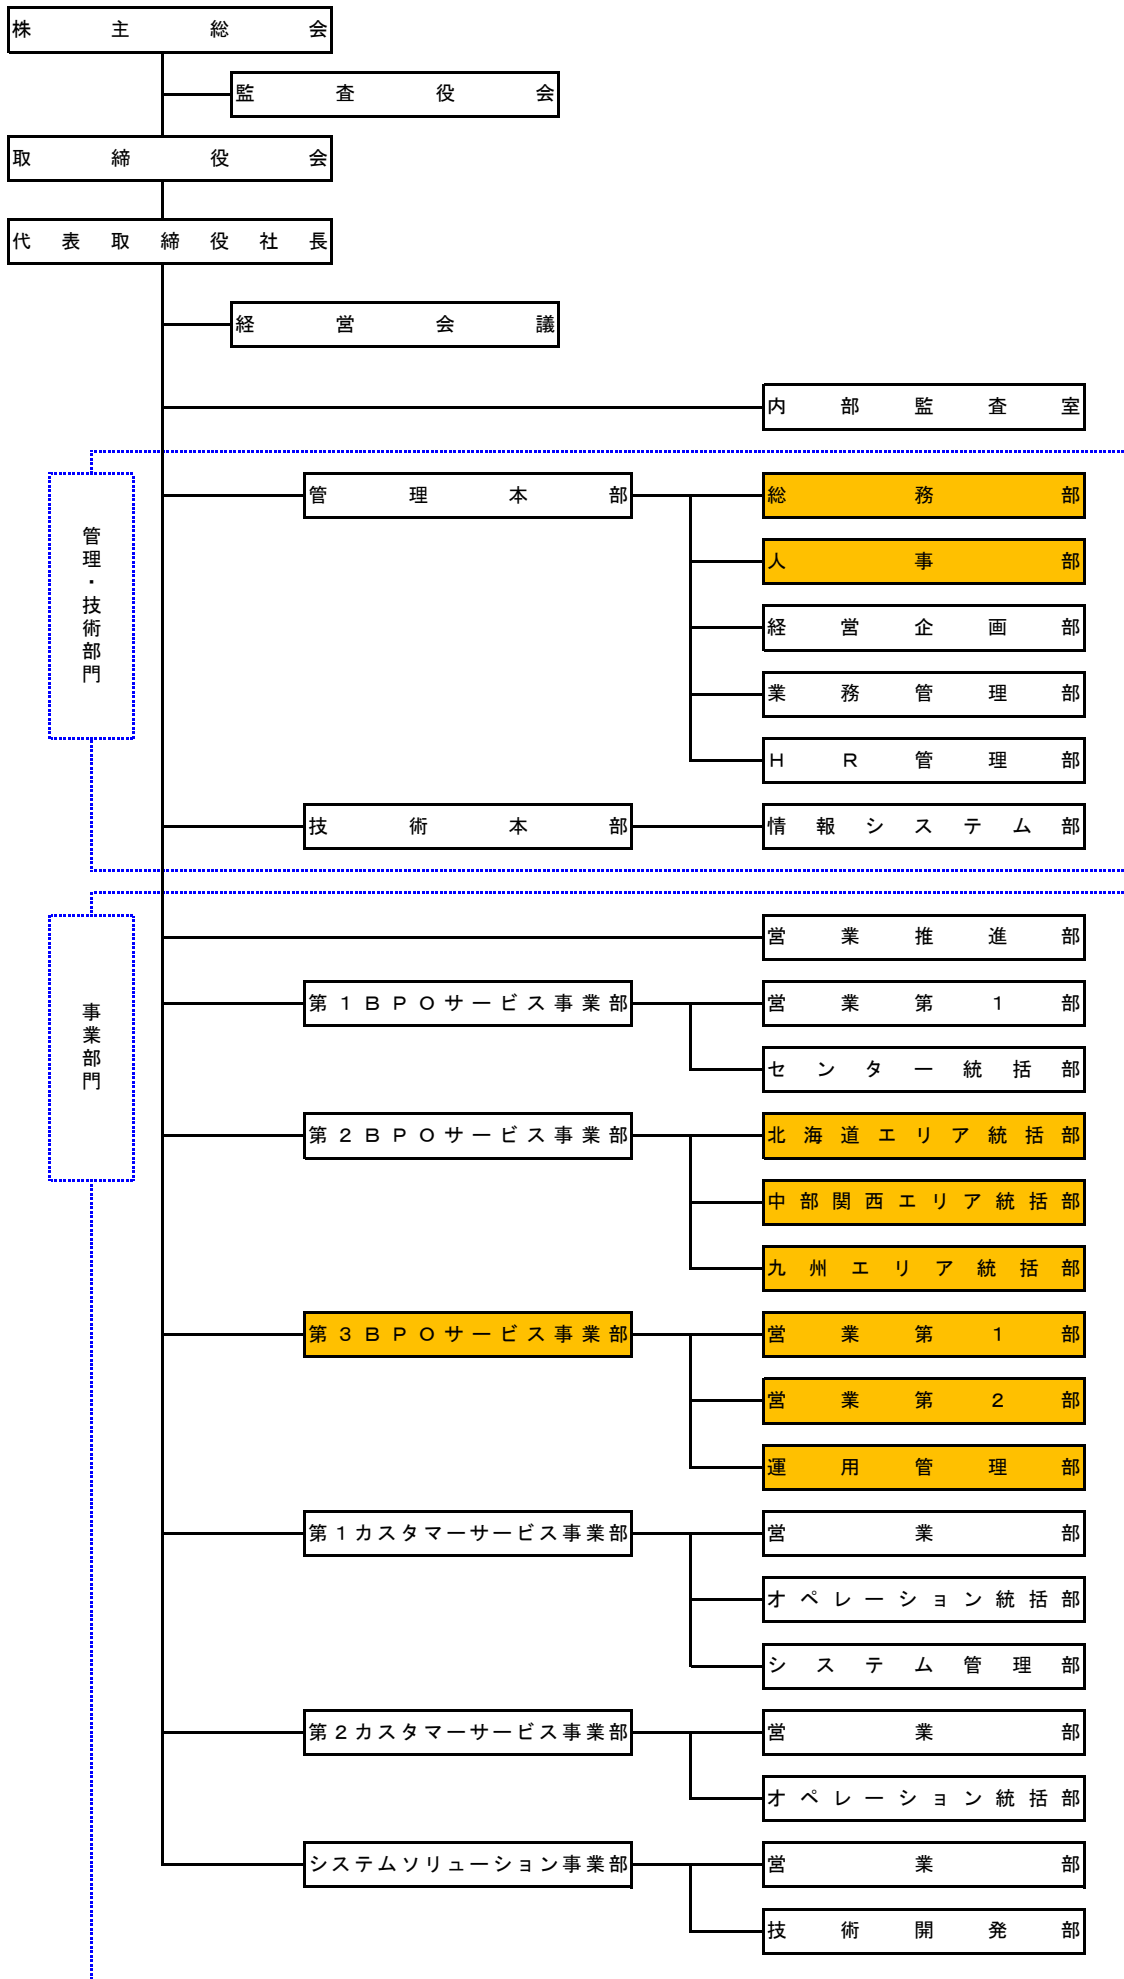 株主総会
監査役会
取締役会
代表取締役社長
経営会議
内部監査室
管理・技術部門
管理本部
総務部
人事部
経営企画部
業務管理部
HR管理部
技術本部
情報システム部
事業部門
営業推進部
第1BPOサービス事業部
営業第1部
センター統括部
第2BPOサービス事業部
北海道エリア統括部
中部関西エリア統括部
九州エリア統括部
第3BPOサービス事業部
営業第1部
営業第2部
運用管理部
第1カスタマーサービス事業部
営業部
オペレーション統括部
システム管理部
第2カスタマーサービス事業部
営業部
オペレーション統括部
システムソリューション事業部
営業部
技術開発部